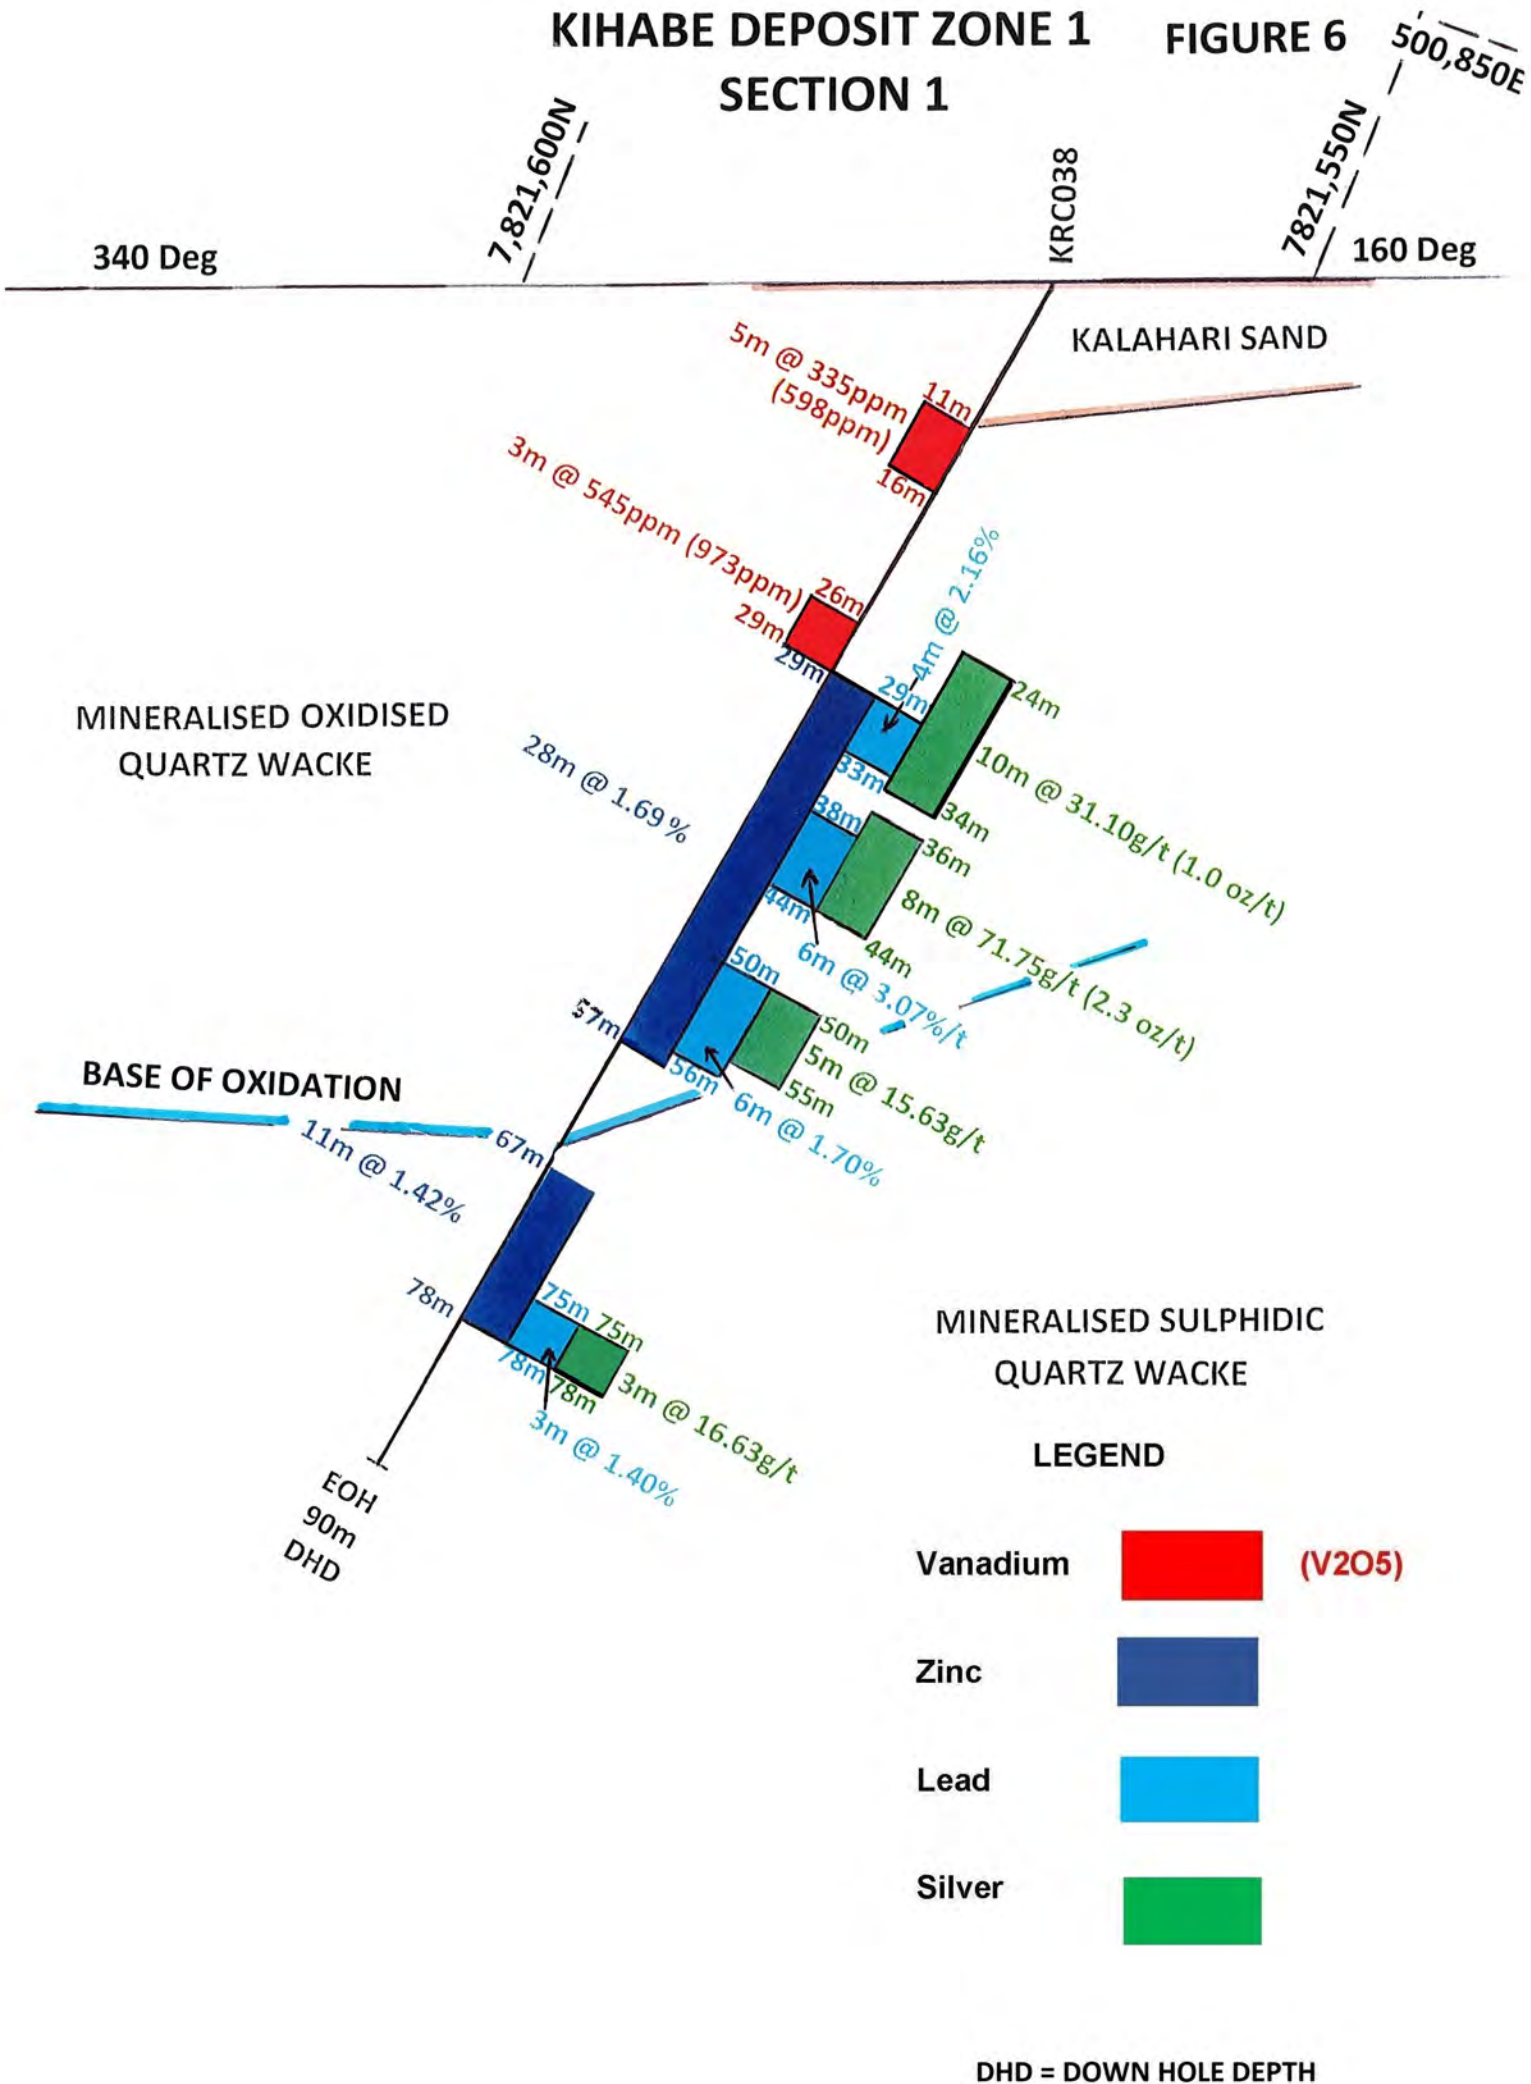 KIHABE DEPOSIT ZONE 1
SECTION 1
FIGURE 6
500,850E
7,821,600N
KRC038
7821,550N
340 Deg
160 Deg
KALAHARI SAND
5m @ 335ppm
(598ppm)
11m
16m
3m @ 545ppm (973ppm)
26m
29m
29m
4m @ 2.16%
29m
33m
24m
10m @ 31.10g/t (1.0 oz/t)
34m
MINERALISED OXIDISED
QUARTZ WACKE
28m @ 1.69%
38m
44m
36m
8m @ 71.75g/t (2.3 oz/t)
44m
6m @ 3.07%/t
50m
50m
5m @ 15.63g/t
55m
57m
56m
6m @ 1.70%
BASE OF OXIDATION
11m @ 1.42%
67m
78m
75m
75m
78m
78m
3m @ 16.63g/t
3m @ 1.40%
EOH
90m
DHD
MINERALISED SULPHIDIC
QUARTZ WACKE
LEGEND
Vanadium
(V2O5)
Zinc
Lead
Silver
DHD = DOWN HOLE DEPTH